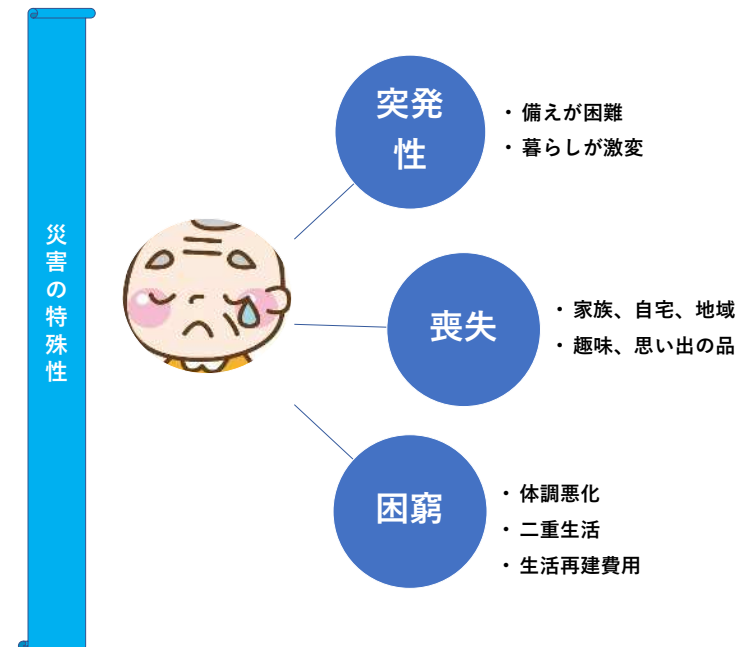 災害の特殊性
突発
性
・備えが困難
・暮らしが激変
喪失
・家族、自宅、地域
・趣味、思い出の品
困窮
・体調悪化
・二重生活
・生活再建費用